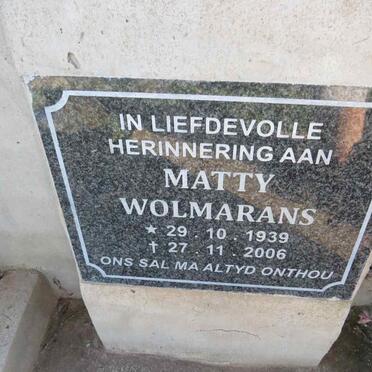 IN LIEFDEVOLLE
HERINNERING AAN
MATTY
WOLMARANS
★ 29 . 10 . 1939
† 27 . 11 . 2006
ONS SAL MA ALTYD ONTHOU